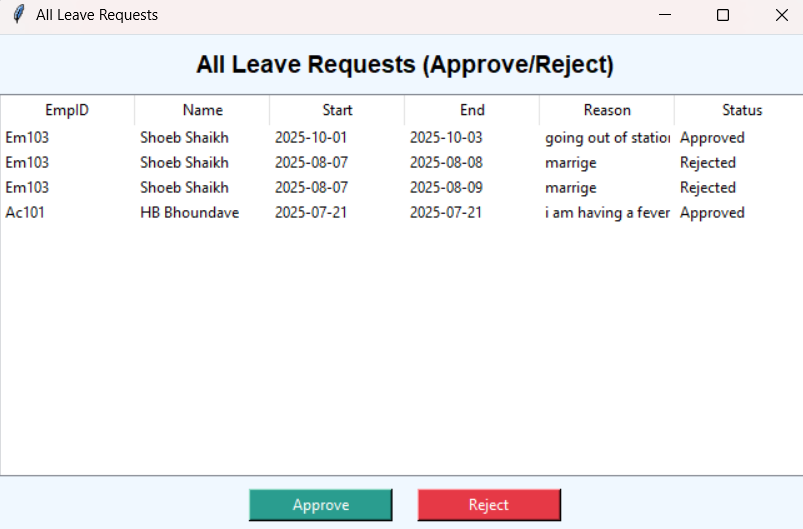 All Leave Requests
All Leave Requests (Approve/Reject)
EmpID Name Start End Reason Status
Em103 Shoeb Shaikh 2025-10-01 2025-10-03 going out of station Approved
Em103 Shoeb Shaikh 2025-08-07 2025-08-08 marrige Rejected
Em103 Shoeb Shaikh 2025-08-07 2025-08-09 marrige Rejected
Ac101 HB Bhoundave 2025-07-21 2025-07-21 i am having a fever Approved
Approve Reject